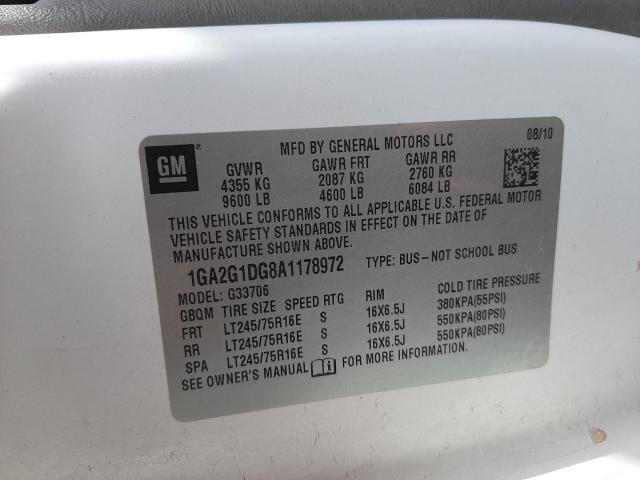 GM
MFD BY GENERAL MOTORS LLC
08/10
GVWR GAWR FRT GAWR RR
4355 KG 2087 KG 2760 KG
9600 LB 4600 LB 6084 LB
THIS VEHICLE CONFORMS TO ALL APPLICABLE U.S. FEDERAL MOTOR
VEHICLE SAFETY STANDARDS IN EFFECT ON THE DATE OF
MANUFACTURE SHOWN ABOVE.
1GA2G1DG8A1178972 TYPE: BUS–NOT SCHOOL BUS
MODEL: G33706
GBQM TIRE SIZE SPEED RTG RIM COLD TIRE PRESSURE
FRT LT245/75R16E S 16X6.5J 380KPA(55PSI)
RR LT245/75R16E S 16X6.5J 550KPA(80PSI)
SPA LT245/75R16E S 16X6.5J 550KPA(80PSI)
SEE OWNER'S MANUAL FOR MORE INFORMATION.